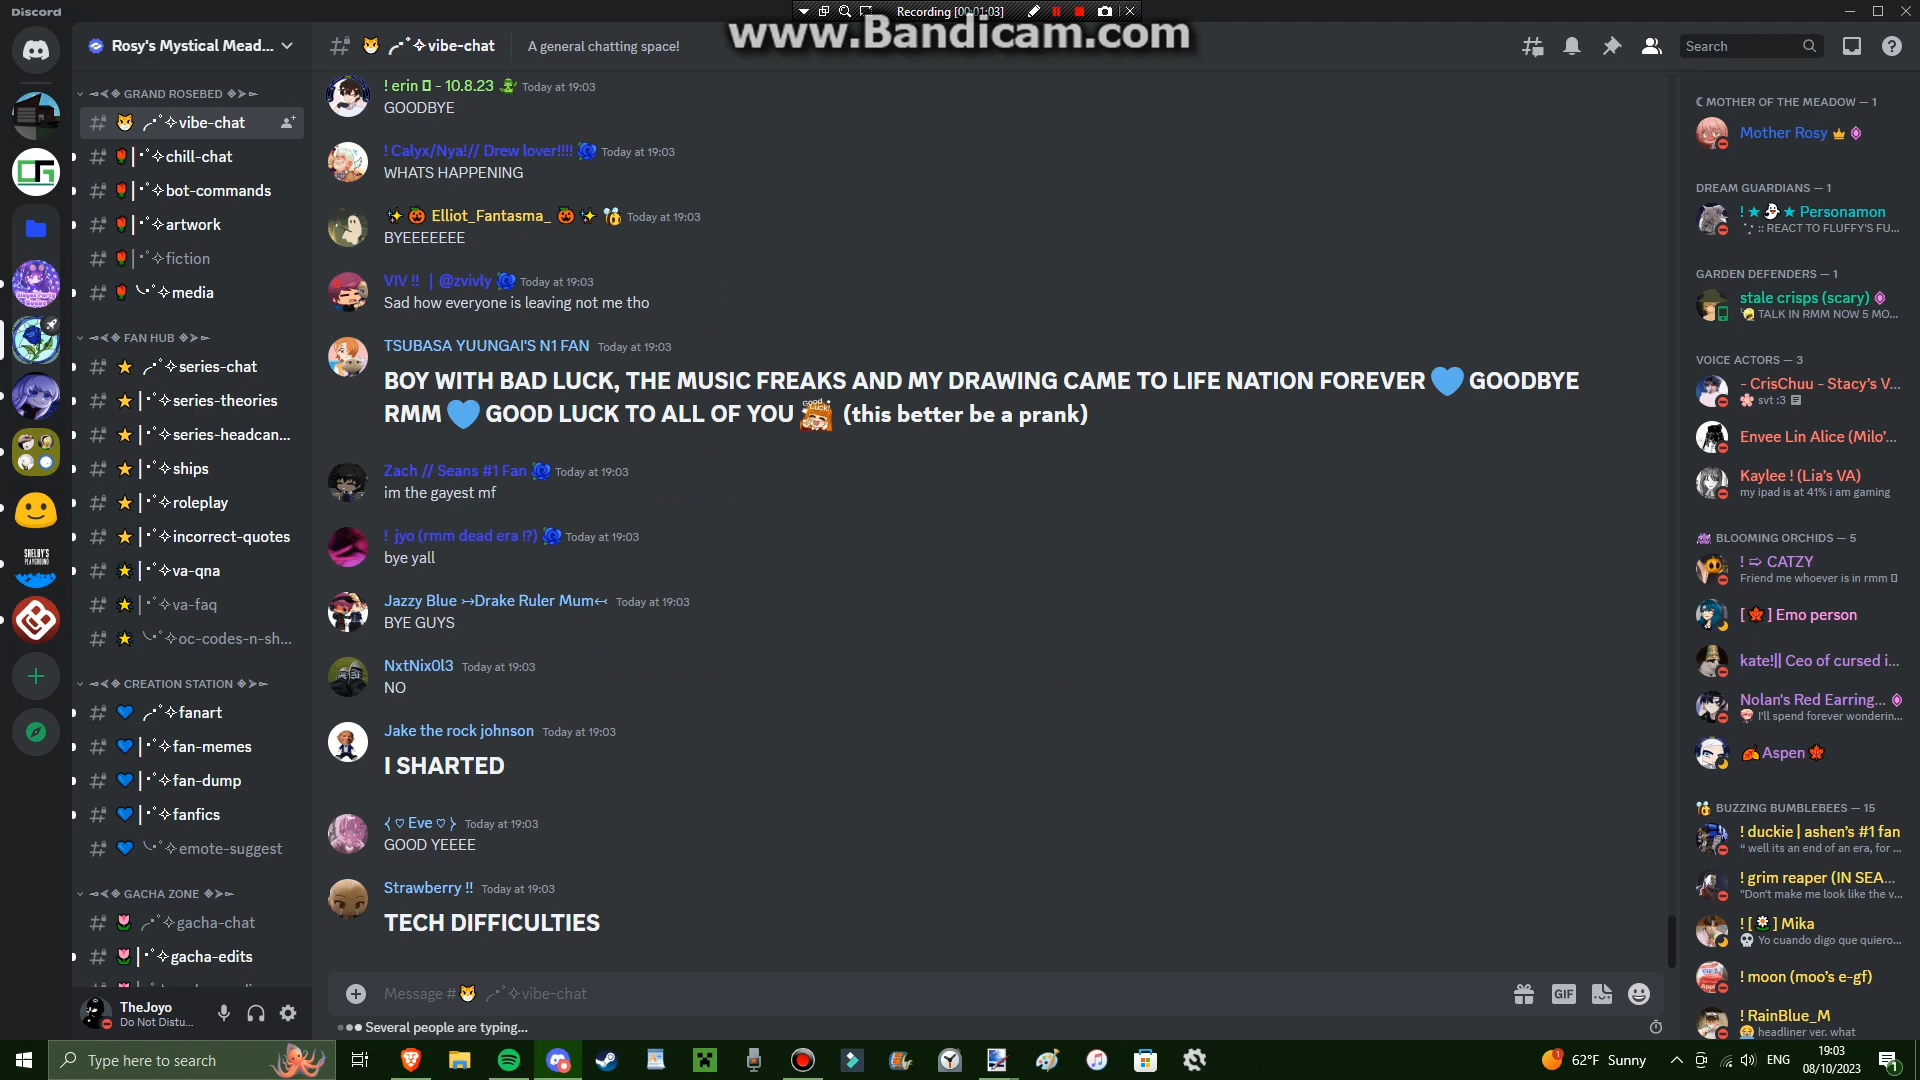 Discord
Recording [00:01:03]
www.Bandicam.com
Rosy's Mystical Mead...
vibe-chat
A general chatting space!
Search
GRAND ROSEBED
vibe-chat
chill-chat
bot-commands
artwork
fiction
media
FAN HUB
series-chat
series-theories
series-headcan...
ships
roleplay
incorrect-quotes
va-qna
va-faq
oc-codes-n-sh...
CREATION STATION
fanart
fan-memes
fan-dump
fanfics
emote-suggest
GACHA ZONE
gacha-chat
gacha-edits
TheJoyo
Do Not Distu...
SHELBY'S
PLAYGROUND
! erin - 10.8.23 Today at 19:03
GOODBYE
! Calyx/Nya!// Drew lover!!!! Today at 19:03
WHATS HAPPENING
Elliot_Fantasma_ Today at 19:03
BYEEEEEEE
VIV !! | @zvivly Today at 19:03
Sad how everyone is leaving not me tho
TSUBASA YUUNGAI'S N1 FAN Today at 19:03
BOY WITH BAD LUCK, THE MUSIC FREAKS AND MY DRAWING CAME TO LIFE NATION FOREVER 💙 GOODBYE
RMM 💙 GOOD LUCK TO ALL OF YOU (this better be a prank)
Zach // Seans #1 Fan Today at 19:03
im the gayest mf
! jyo (rmm dead era !?) Today at 19:03
bye yall
Jazzy Blue ↣Drake Ruler Mum↢ Today at 19:03
BYE GUYS
NxtNix0l3 Today at 19:03
NO
Jake the rock johnson Today at 19:03
I SHARTED
⧼ ♡ Eve ♡ ⧽ Today at 19:03
GOOD YEEEE
Strawberry !! Today at 19:03
TECH DIFFICULTIES
Message # vibe-chat
GIF
Several people are typing...
☾ MOTHER OF THE MEADOW — 1
Mother Rosy
DREAM GUARDIANS — 1
! ★ 👻 ★ Personamon
:: REACT TO FLUFFY'S FU...
GARDEN DEFENDERS — 1
stale crisps (scary)
TALK IN RMM NOW 5 MO...
VOICE ACTORS — 3
- CrisChuu - Stacy's V...
svt :3
Envee Lin Alice (Milo'...
Kaylee ! (Lia's VA)
my ipad is at 41% i am gaming
BLOOMING ORCHIDS — 5
! ➯ CATZY
Friend me whoever is in rmm
[ 🍁 ] Emo person
kate!|| Ceo of cursed i...
Nolan's Red Earring...
I'll spend forever wonderin...
🍂Aspen 🍁
BUZZING BUMBLEBEES — 15
! duckie | ashen's #1 fan
“ well its an end of an era, for ...
! grim reaper (IN SEA...
"Don't make me look like the v...
! [ ] Mika
Yo cuando digo que quiero...
! moon (moo's e-gf)
! RainBlue_M
headliner ver. what
Type here to search
62°F Sunny
ENG
19:03
08/10/2023
1